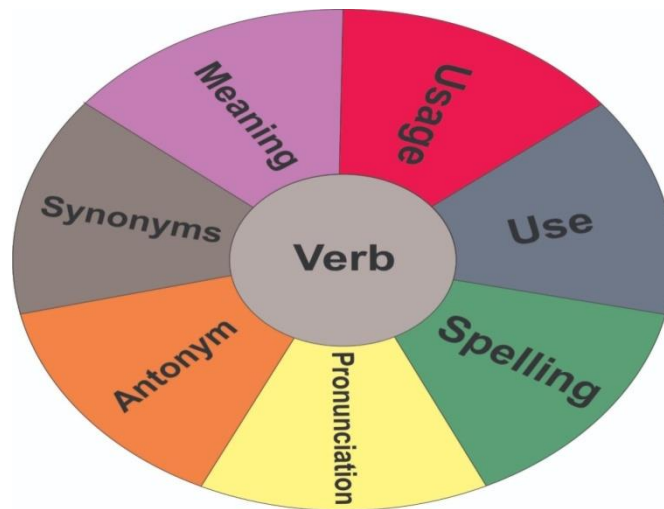 Verb
Usage
Use
Spelling
Pronunciation
Antonym
Synonyms
Meaning